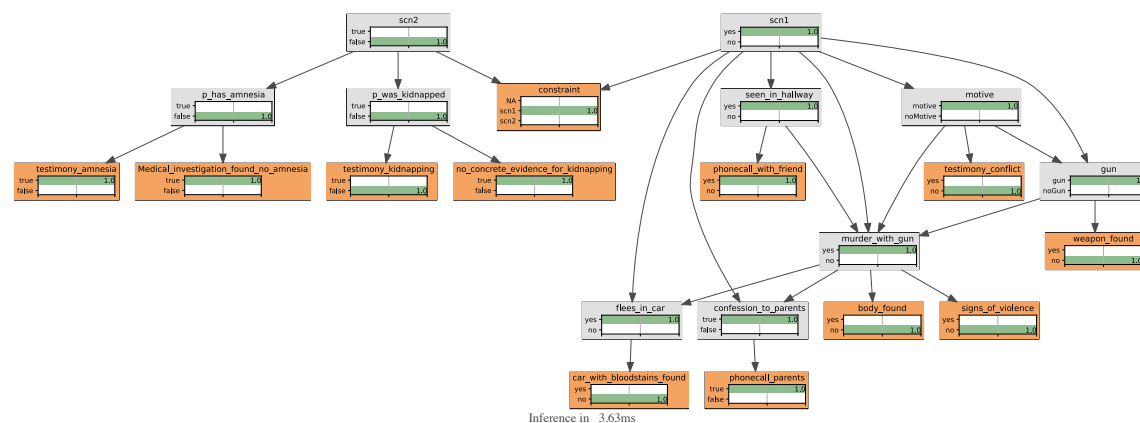 scn2
true
false 1.0
scn1
yes 1.0
no
p_has_amnesia
true
false 1.0
p_was_kidnapped
true
false 1.0
constraint
NA
scn1 1.0
scn2
seen_in_hallway
yes 1.0
no
motive
motive 1.0
noMotive
testimony_amnesia
true 1.0
false
Medical_investigation_found_no_amnesia
true 1.0
false
testimony_kidnapping
true
false 1.0
no_concrete_evidence_for_kidnapping
true 1.0
false
phonecall_with_friend
yes 1.0
no
testimony_conflict
yes
no 1.0
gun
gun
noGun
murder_with_gun
yes 1.0
no
weapon_found
yes
no 1.0
flees_in_car
yes 1.0
no
confession_to_parents
true 1.0
false
body_found
yes
no 1.0
signs_of_violence
yes
no 1.0
car_with_bloodstains_found
yes
no 1.0
phonecall_parents
true 1.0
false
Inference in 3.63ms